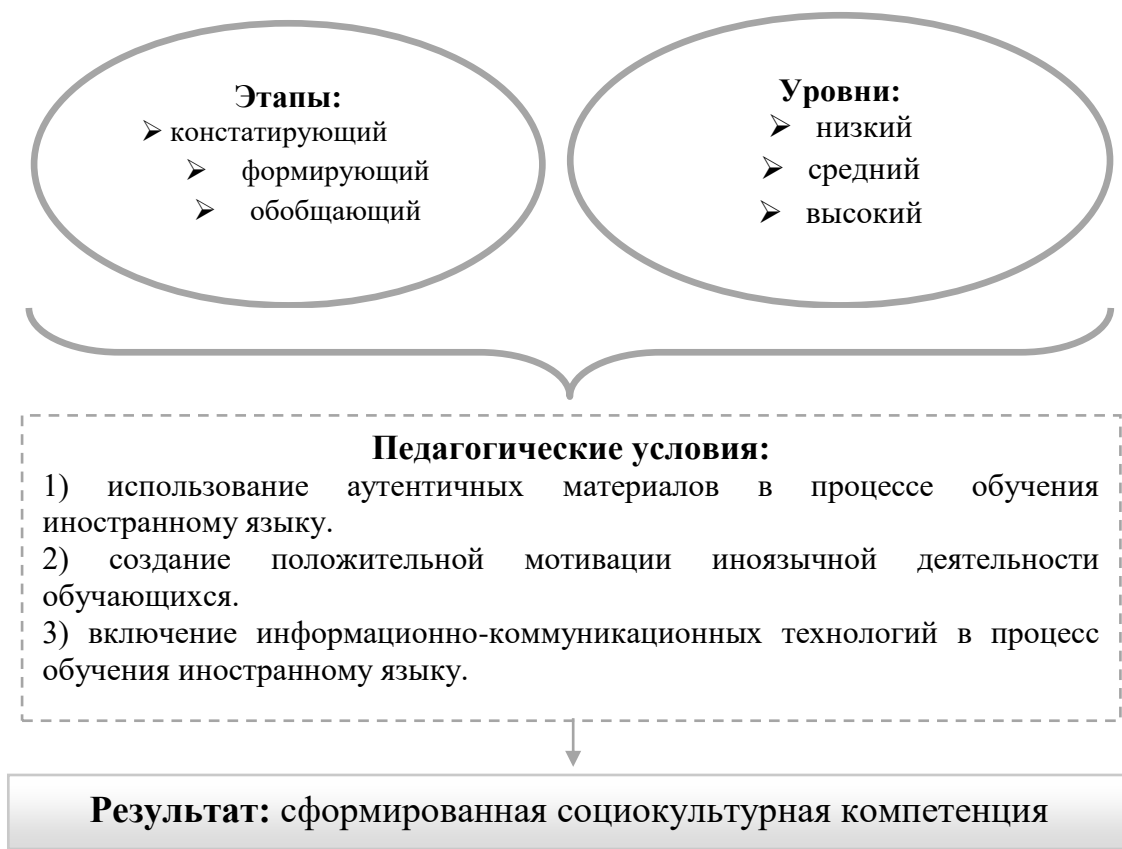 Этапы:
➢ констатирующий
➢ формирующий
➢ обобщающий
Уровни:
➢ низкий
➢ средний
➢ высокий
Педагогические условия:
1) использование аутентичных материалов в процессе обучения
иностранному языку.
2) создание положительной мотивации иноязычной деятельности
обучающихся.
3) включение информационно-коммуникационных технологий в процесс
обучения иностранному языку.
Результат: сформированная социокультурная компетенция